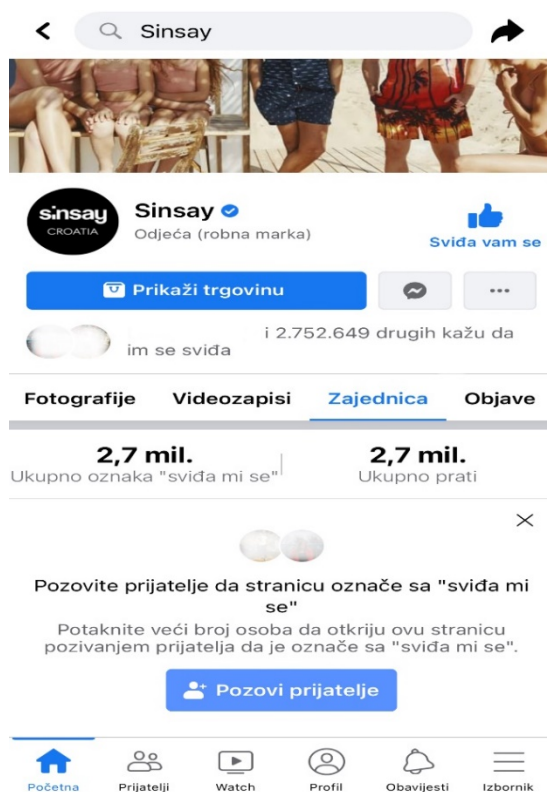 Sinsay
sinsay
CROATIA
Sinsay
Odjeća (robna marka)
Sviđa vam se
Prikaži trgovinu
i 2.752.649 drugih kažu da
im se sviđa
Fotografije Videozapisi Zajednica Objave
2,7 mil. 2,7 mil.
Ukupno oznaka "sviđa mi se" Ukupno prati
Pozovite prijatelje da stranicu označe sa "sviđa mi
se"
Potaknite veći broj osoba da otkriju ovu stranicu
pozivanjem prijatelja da je označe sa "sviđa mi se".
Pozovi prijatelje
Početna Prijatelji Watch Profil Obavijesti Izbornik